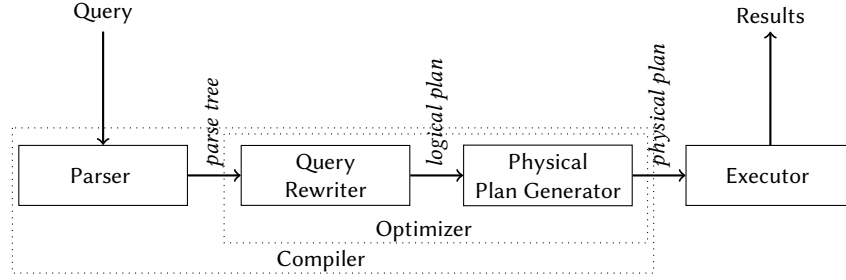 Query
Results
parse tree
logical plan
physical plan
Parser
Query
Rewriter
Physical
Plan Generator
Executor
Optimizer
Compiler